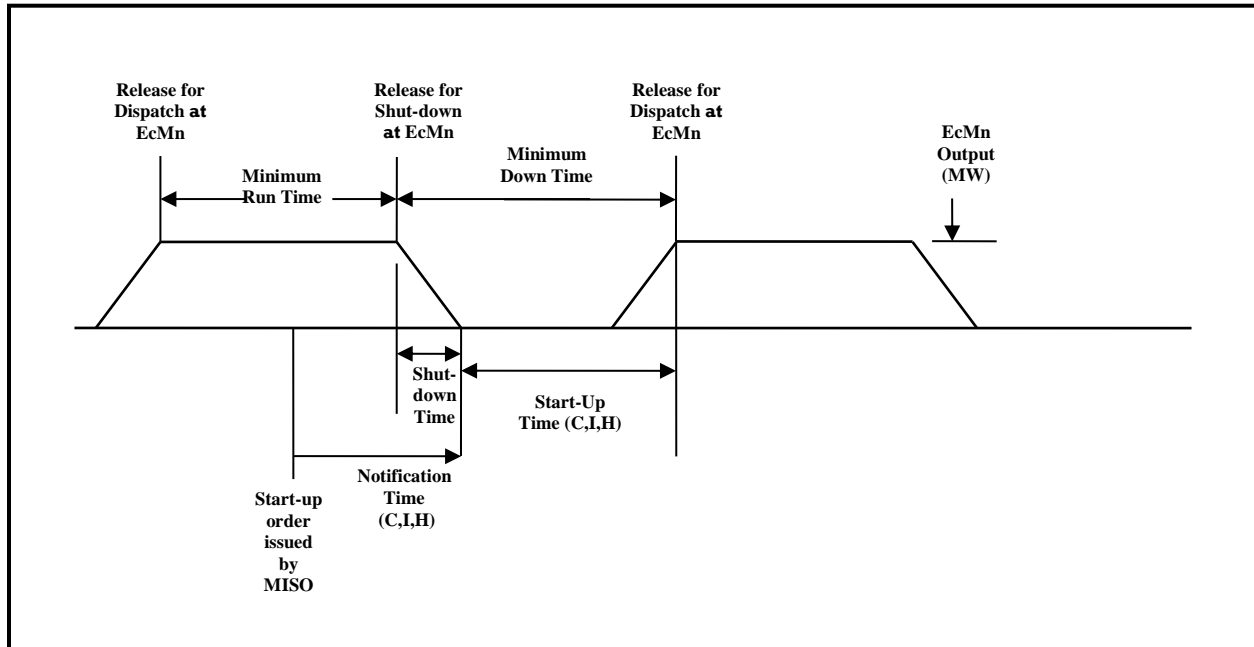 Release for
Dispatch at
EcMn
Release for
Shut-down
at EcMn
Release for
Dispatch at
EcMn
EcMn
Output
(MW)
Minimum
Run Time
Minimum
Down Time
Shut-
down
Time
Start-Up
Time (C,I,H)
Notification
Time
(C,I,H)
Start-up
order
issued
by
MISO